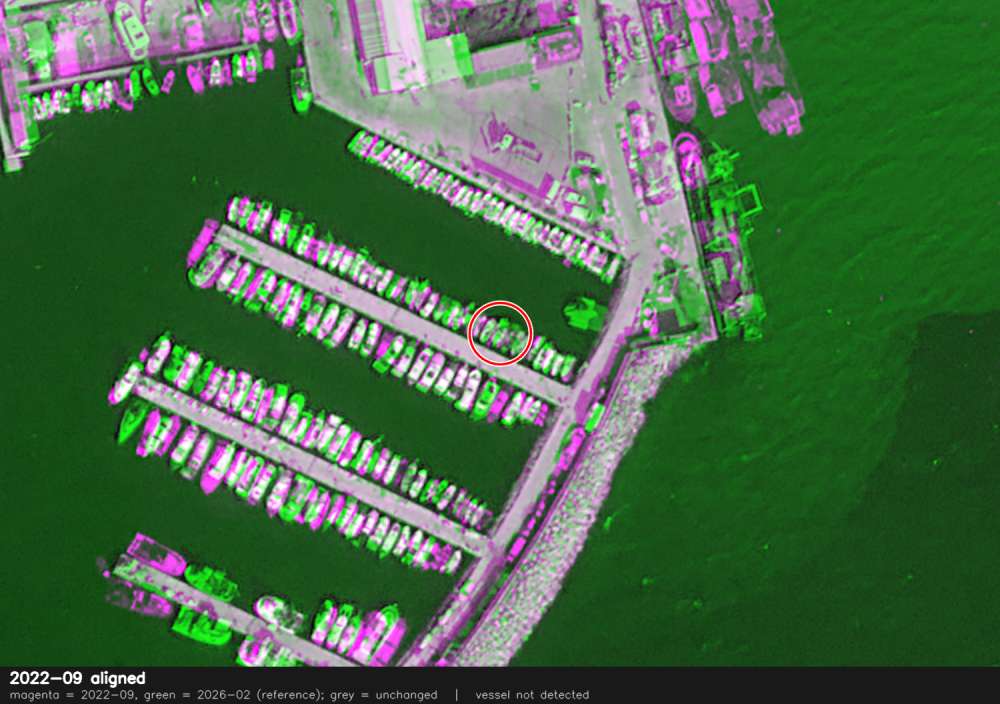 2022-09 aligned
magenta = 2022-09, green = 2026-02 (reference); grey = unchanged | vessel not detected